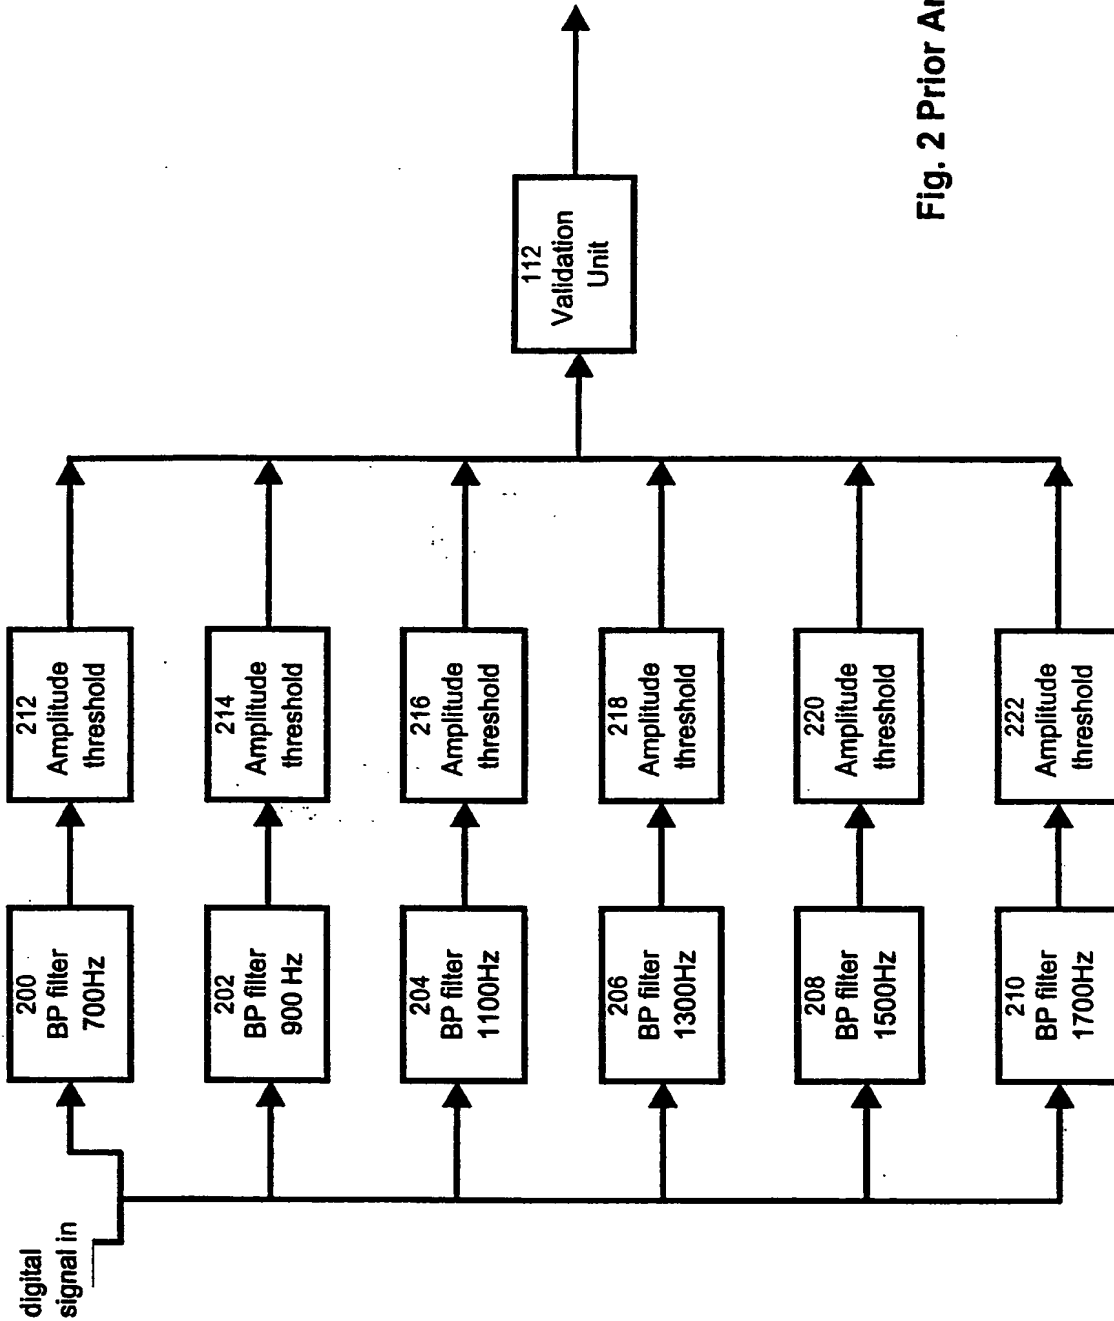 digital
signal in
200
BP filter
700Hz
212
Amplitude
threshold
202
BP filter
900 Hz
214
Amplitude
threshold
204
BP filter
1100Hz
216
Amplitude
threshold
206
BP filter
1300Hz
218
Amplitude
threshold
208
BP filter
1500Hz
220
Amplitude
threshold
210
BP filter
1700Hz
222
Amplitude
threshold
112
Validation
Unit
Fig. 2 Prior Ar